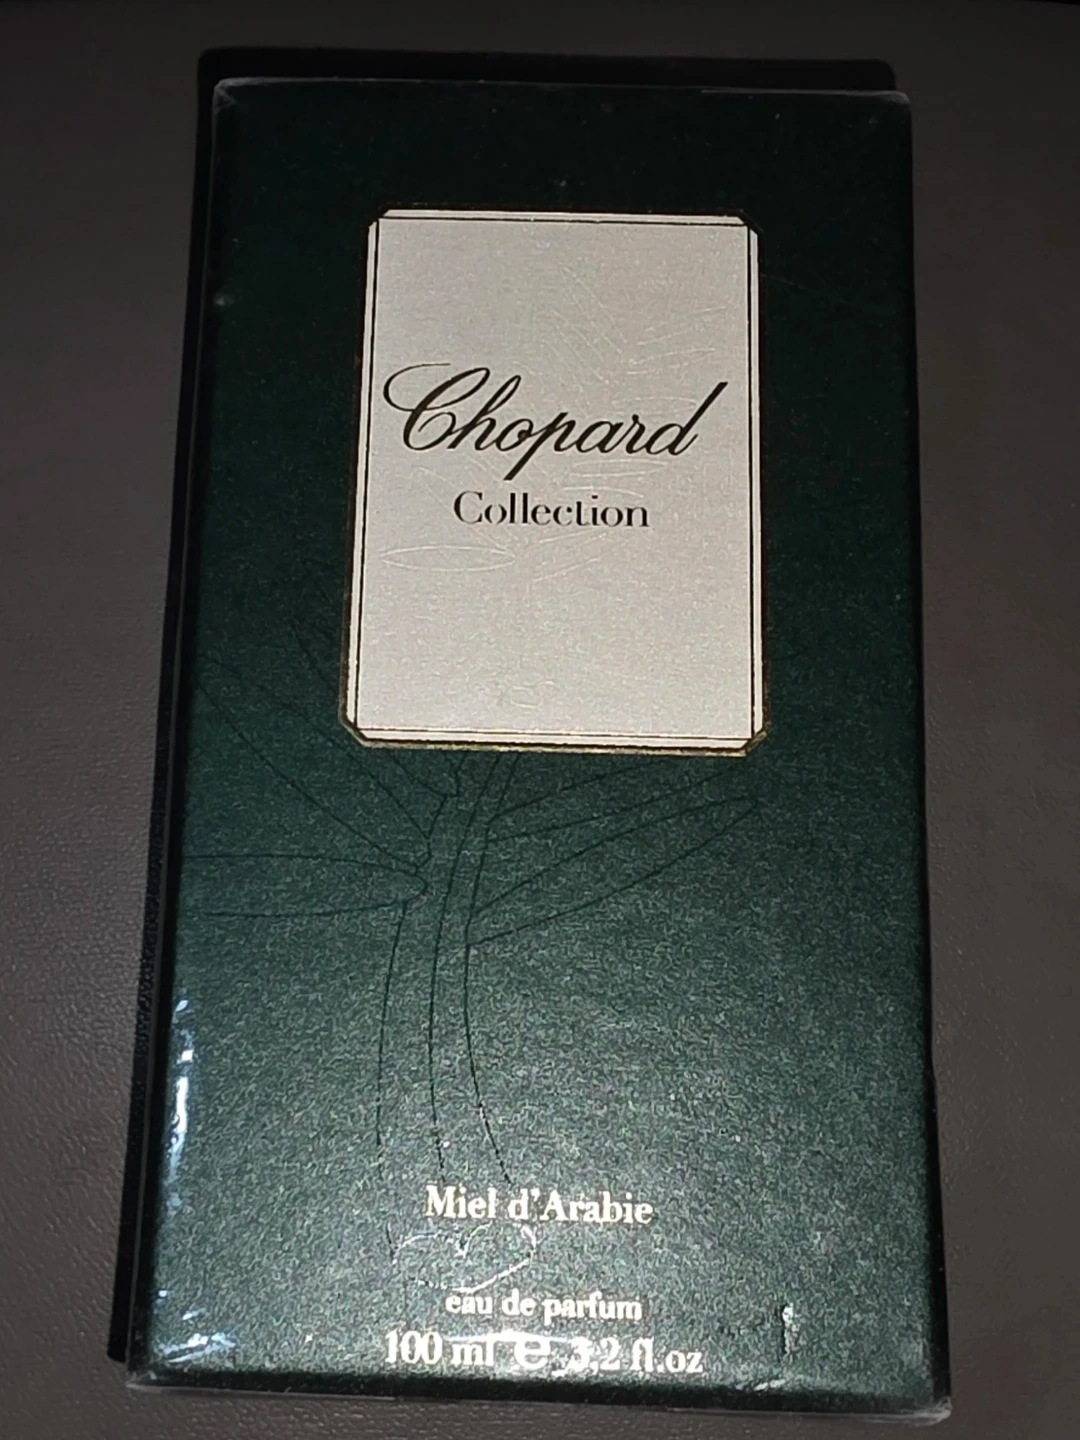 Chopard
Collection
Miel d'Arabie
eau de parfum
100 ml e 3,2 fl.oz